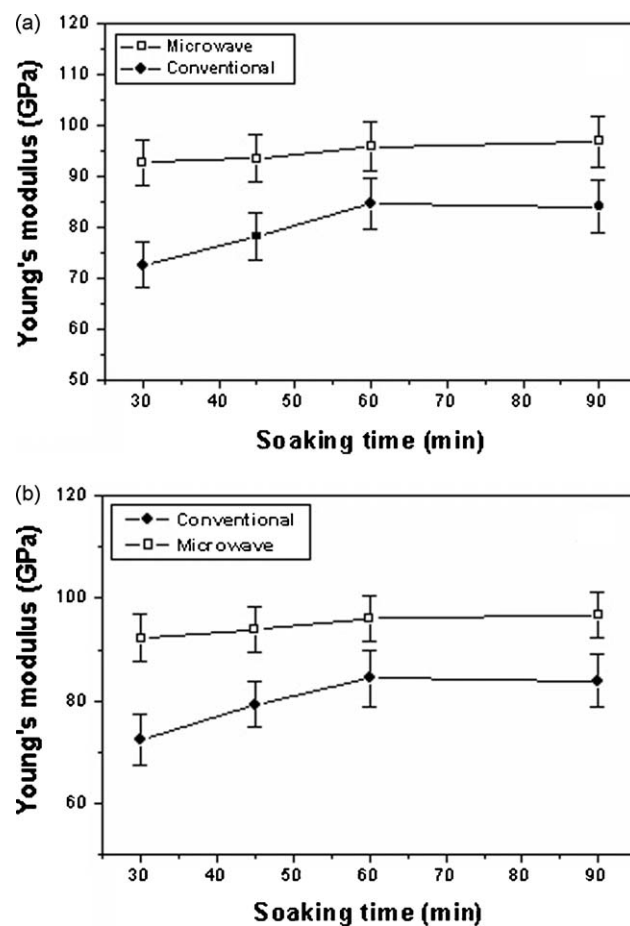 (a)
120
110
100
90
80
70
60
50
Young's modulus (GPa)
Microwave
Conventional
30 40 50 60 70 80 90
Soaking time (min)
(b)
120
100
80
60
Young's modulus (GPa)
Conventional
Microwave
30 40 50 60 70 80 90
Soaking time (min)